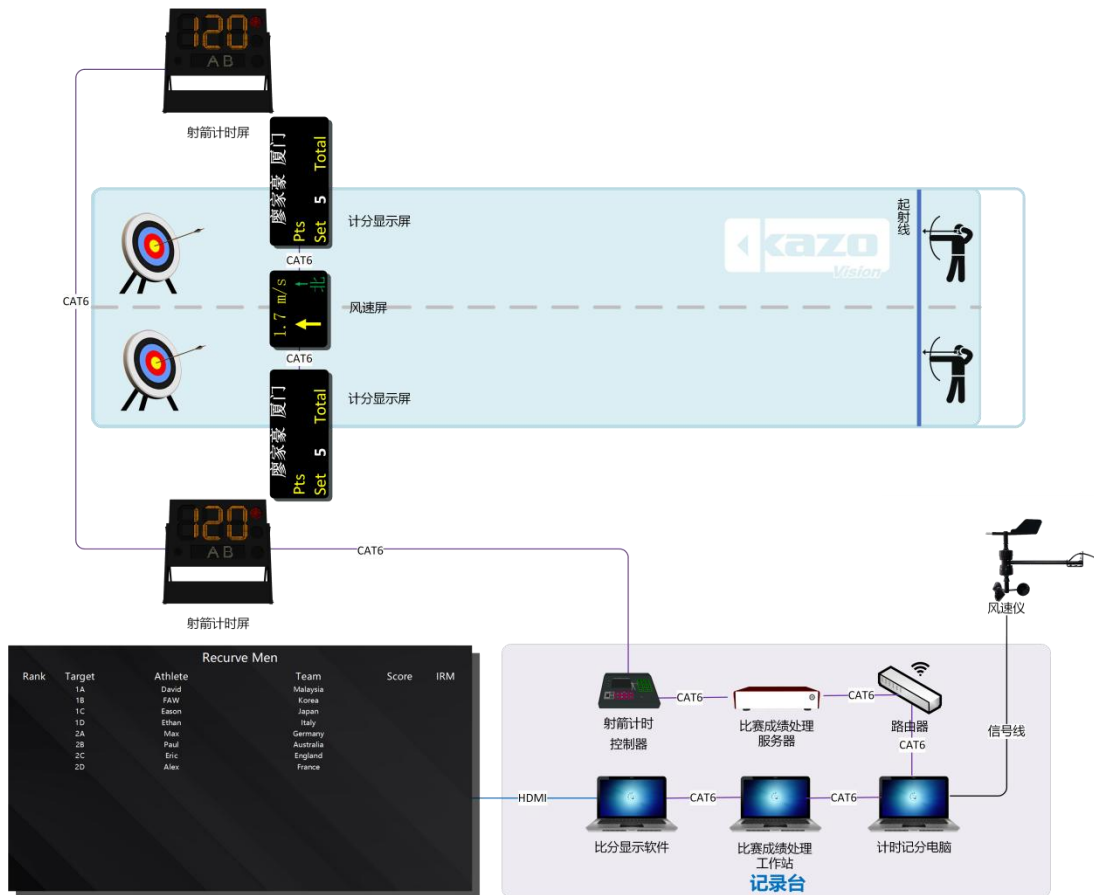 120
AB
射箭计时屏
廖家豪 厦门
Pts
Set 5 Total
计分显示屏
起射线
kazo
Vision
CAT6
CAT6
1.7 m/s
北
风速屏
CAT6
廖家豪 厦门
Pts
Set 5 Total
计分显示屏
120
AB
CAT6
射箭计时屏
风速仪
Recurve Men
Rank Target Athlete Team Score IRM
1A David Malaysia
1B FAW Korea
1C Eason Japan
1D Ethan Italy
2A Max Germany
2B Paul Australia
2C Eric England
2D Alex France
CAT6
CAT6
射箭计时
控制器
比赛成绩处理
服务器
路由器
CAT6
信号线
HDMI
CAT6
CAT6
比分显示软件
比赛成绩处理
工作站
计时记分电脑
记录台